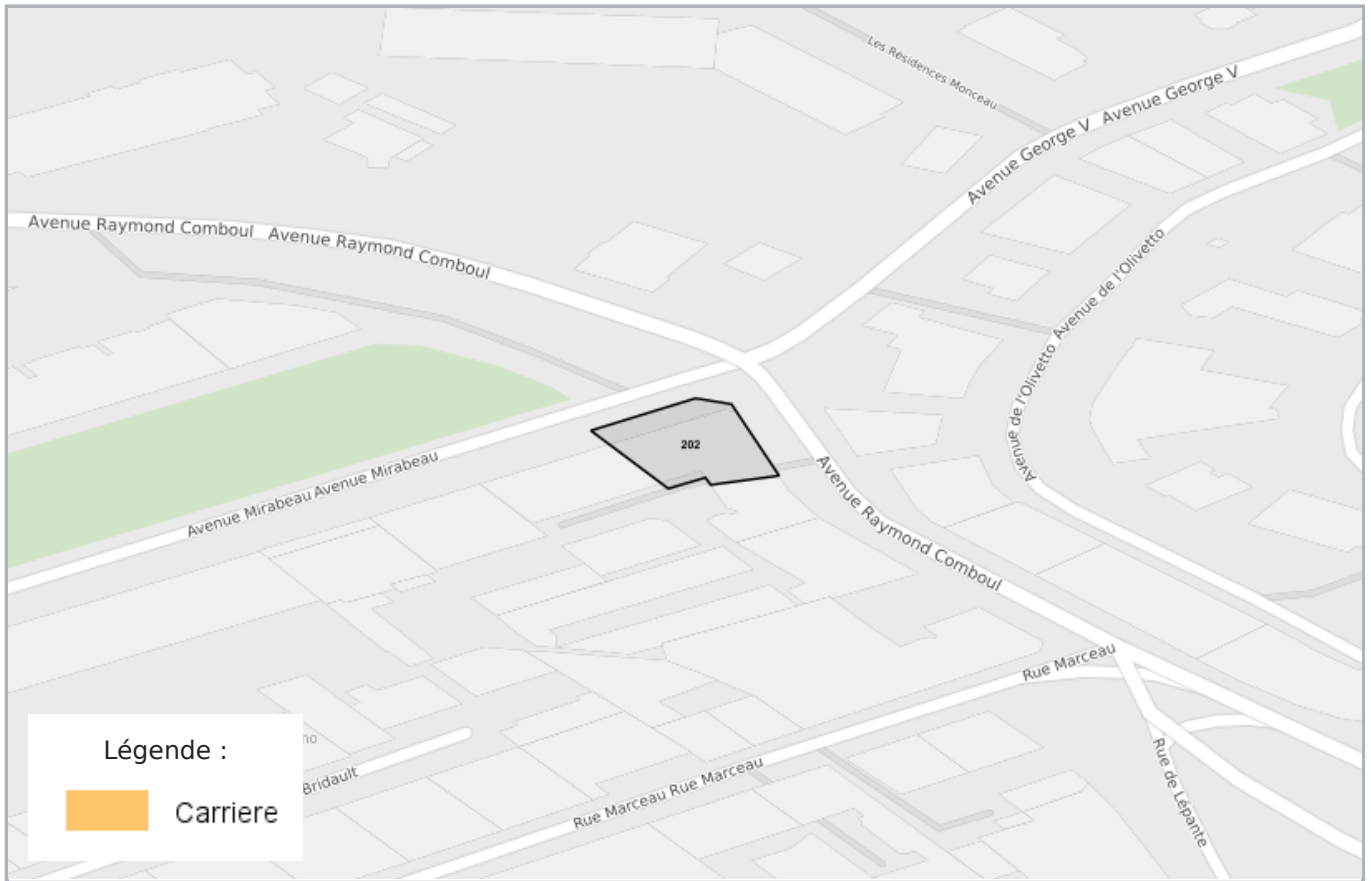 Les Résidences Monceau
Avenue George V
Avenue George V
Avenue Raymond Comboul
Avenue Raymond Comboul
Avenue de l'Olivetto
Avenue de l'Olivetto
202
Avenue Mirabeau
Avenue Mirabeau
Avenue Raymond Comboul
Rue Marceau
Rue Marceau
Rue Marceau
Rue de Lépante
Bridault
Légende :
Carriere